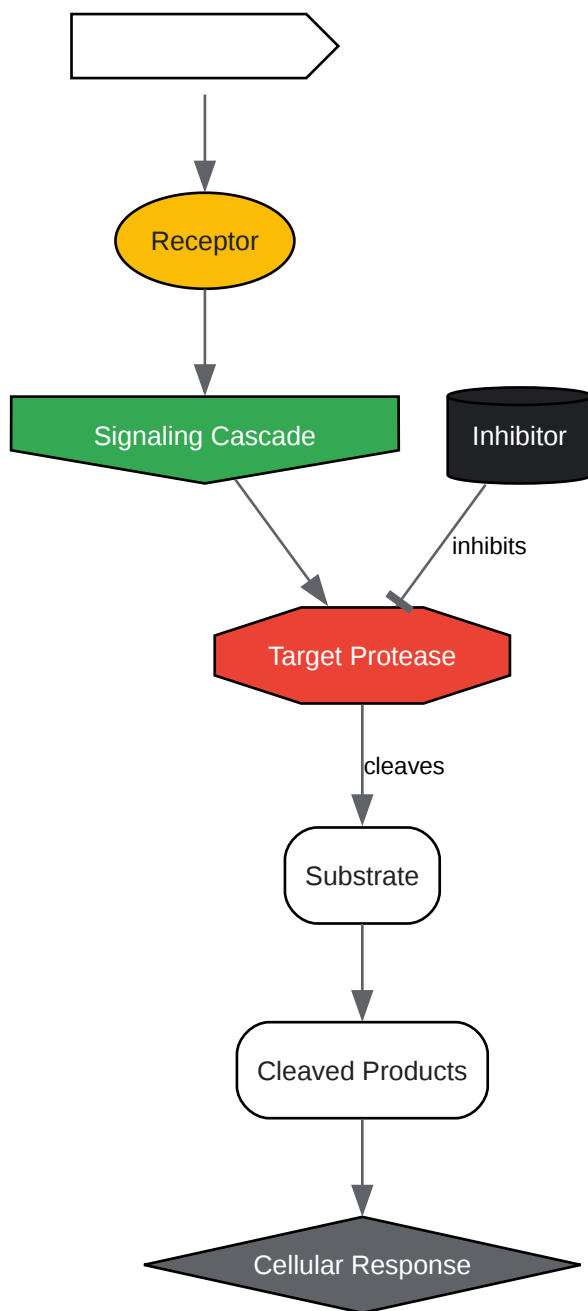 Receptor
Signaling Cascade
Inhibitor
inhibits
Target Protease
cleaves
Substrate
Cleaved Products
Cellular Response